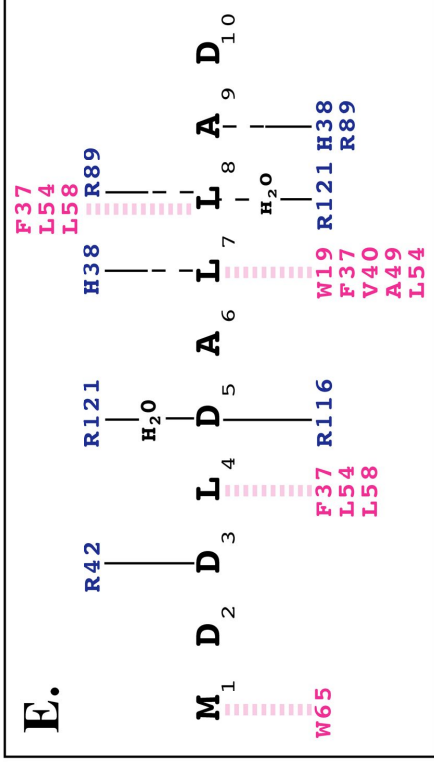 E.
F37
L54
L58
R42 R121 H38 R89
H2O
M1 D2 D3 L4 D5 A6 L7 L8 A9 D10
H2O
W65 F37 R116 W19 R121 H38
L54 F37 R89
L58 V40
A49
L54